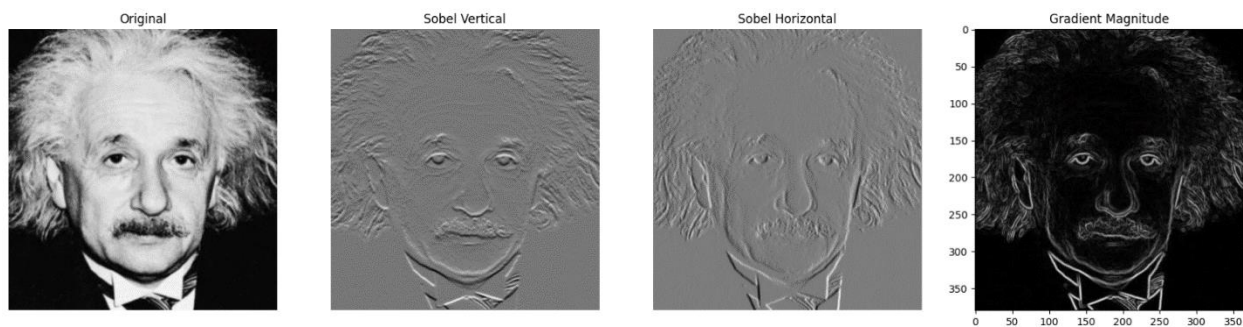 Original
Sobel Vertical
Sobel Horizontal
Gradient Magnitude
0
50
100
150
200
250
300
350
0 50 100 150 200 250 300 350